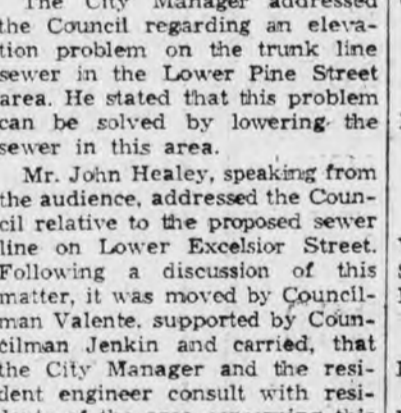 The City Manager addressed
the Council regarding an eleva-
tion problem on the trunk line
sewer in the Lower Pine Street
area. He stated that this problem
can be solved by lowering the
sewer in this area.
Mr. John Healey, speaking from
the audience, addressed the Coun-
cil relative to the proposed sewer
line on Lower Excelsior Street.
Following a discussion of this
matter, it was moved by Council-
man Valente, supported by Coun-
cilman Jenkin and carried, that
the City Manager and the resi-
dent engineer consult with resi-